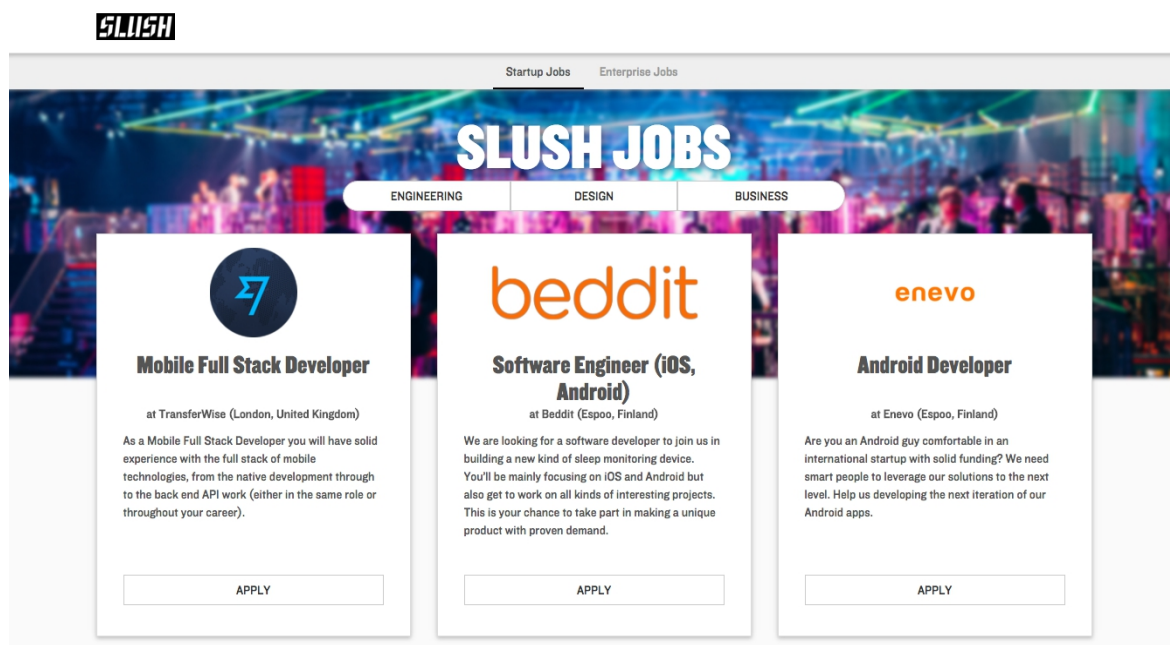 SLUSH
Startup Jobs Enterprise Jobs
SLUSH JOBS
ENGINEERING DESIGN BUSINESS
Mobile Full Stack Developer
at TransferWise (London, United Kingdom)
As a Mobile Full Stack Developer you will have solid
experience with the full stack of mobile
technologies, from the native development through
to the back end API work (either in the same role or
throughout your career).
APPLY
beddit
Software Engineer (iOS,
Android)
at Beddit (Espoo, Finland)
We are looking for a software developer to join us in
building a new kind of sleep monitoring device.
You'll be mainly focusing on iOS and Android but
also get to work on all kinds of interesting projects.
This is your chance to take part in making a unique
product with proven demand.
APPLY
enevo
Android Developer
at Enevo (Espoo, Finland)
Are you an Android guy comfortable in an
international startup with solid funding? We need
smart people to leverage our solutions to the next
level. Help us developing the next iteration of our
Android apps.
APPLY